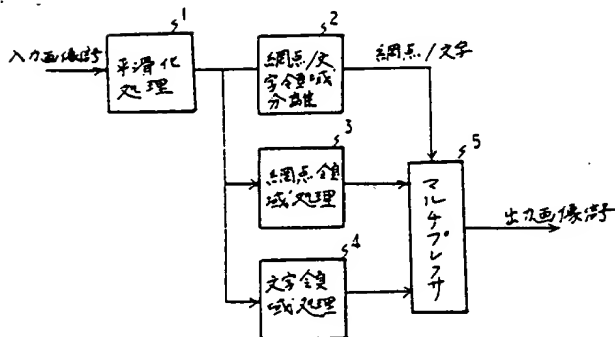 1
入力画像信号
平滑化
処理
2
網点/文
字領域
分離
網点/文字
3
網点領
域処理
4
文字領
域処理
5
マルチプレクサ
出力画像信号